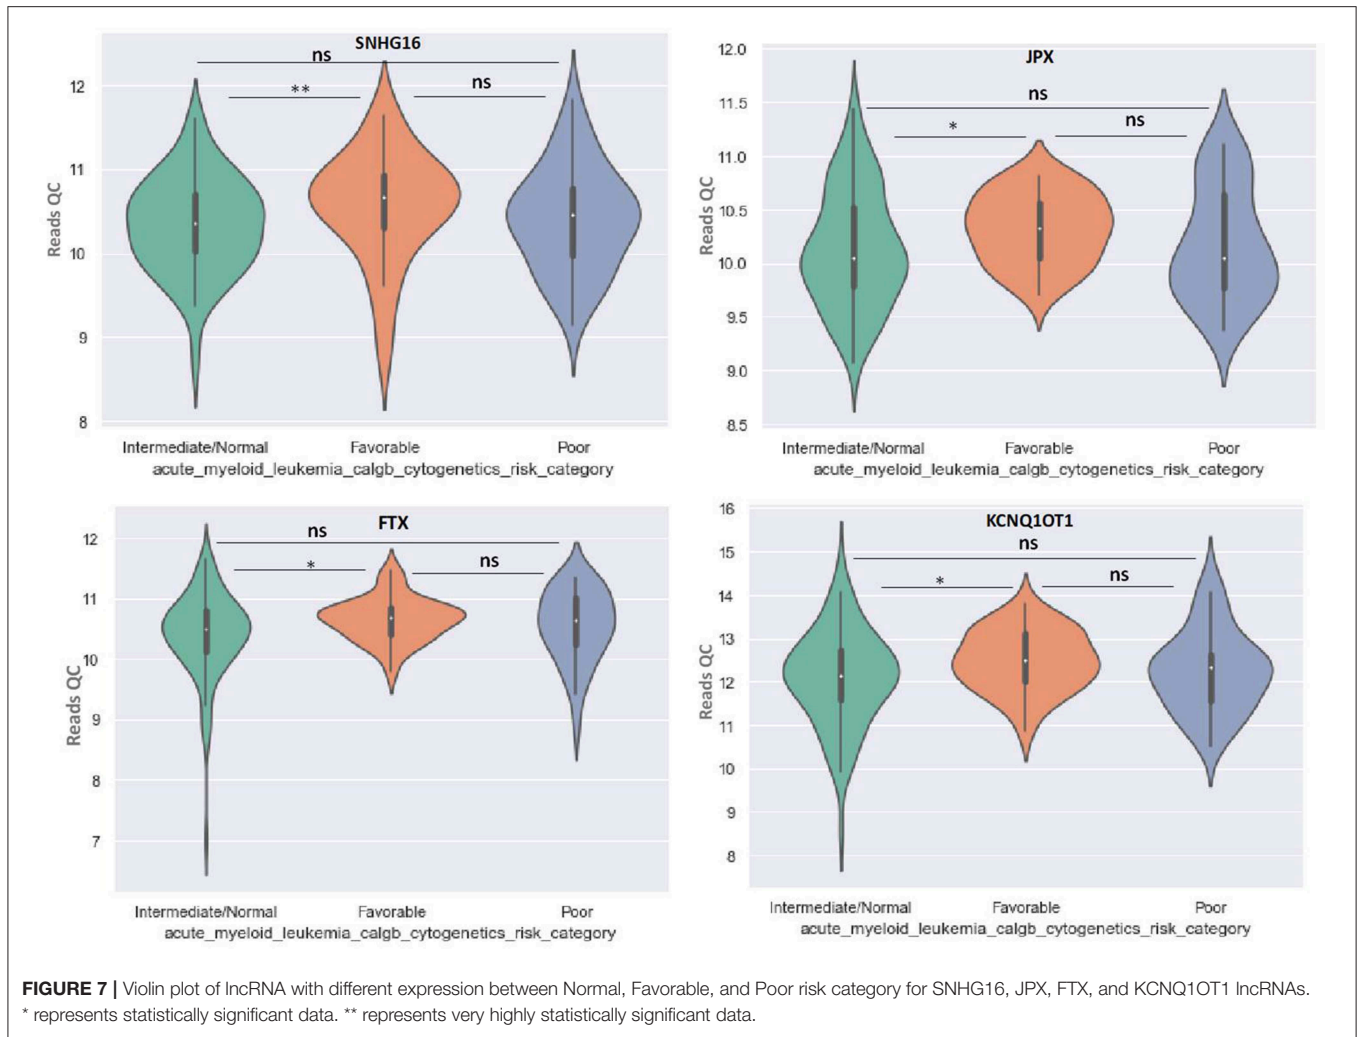 SNHG16
ns
**
ns
12
11
10
9
8
Reads QC
Intermediate/Normal Favorable Poor
acute_myeloid_leukemia_calgb_cytogenetics_risk_category
JPX
ns
*
ns
12.0
11.5
11.0
10.5
10.0
9.5
9.0
8.5
Reads QC
Intermediate/Normal Favorable Poor
acute_myeloid_leukemia_calgb_cytogenetics_risk_category
FTX
ns
*
ns
12
11
10
9
8
7
Reads QC
Intermediate/Normal Favorable Poor
acute_myeloid_leukemia_calgb_cytogenetics_risk_category
KCNQ1OT1
ns
*
ns
16
15
14
13
12
11
10
9
8
Reads QC
Intermediate/Normal Favorable Poor
acute_myeloid_leukemia_calgb_cytogenetics_risk_category
FIGURE 7 | Violin plot of lncRNA with different expression between Normal, Favorable, and Poor risk category for SNHG16, JPX, FTX, and KCNQ1OT1 lncRNAs.
* represents statistically significant data. ** represents very highly statistically significant data.